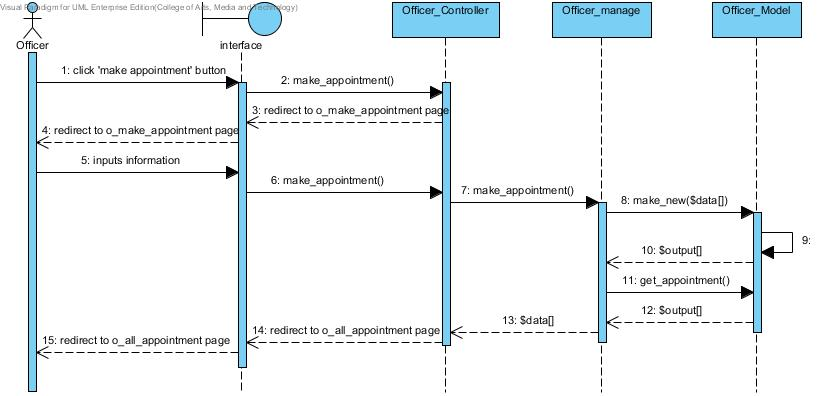 Visual Paradigm for UML Enterprise Edition(College of Arts, Media and Technology)
Officer_Controller
Officer_manage
Officer_Model
Officer
interface
1: click 'make appointment' button
2: make_appointment()
3: redirect to o_make_appointment page
4: redirect to o_make_appointment page
5: inputs information
6: make_appointment()
7: make_appointment()
8: make_new($data[])
9:
10: $output[]
11: get_appointment()
12: $output[]
13: $data[]
14: redirect to o_all_appointment page
15: redirect to o_all_appointment page